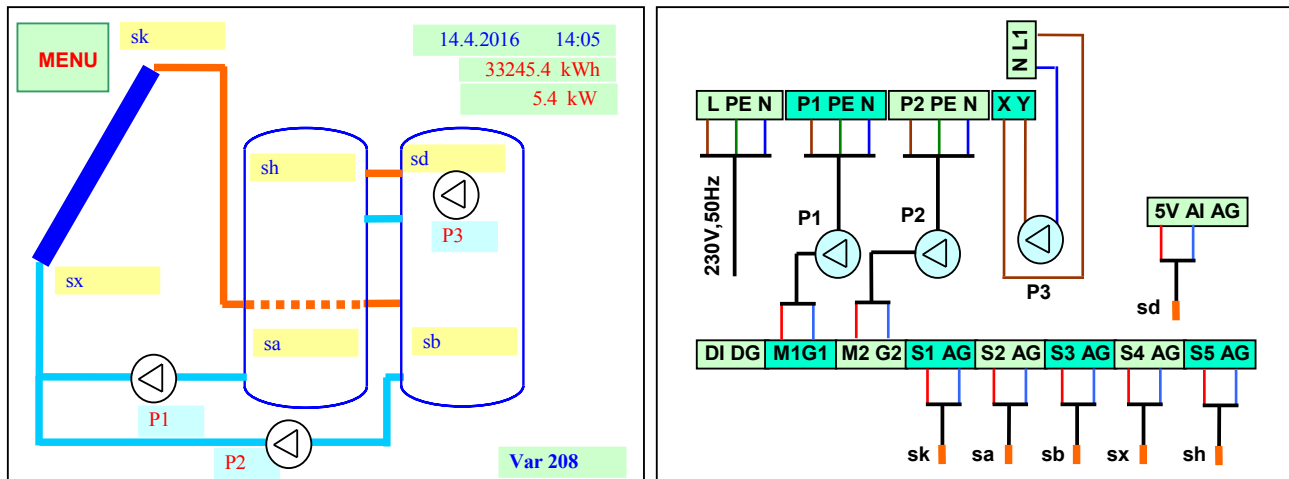 sk
MENU
14.4.2016 14:05
33245.4 kWh
5.4 kW
sh
sd
P3
sx
sa
sb
P1
P2
Var 208
N L1
L PE N
P1 PE N
P2 PE N
X Y
230V,50Hz
P1
P2
P3
5V AI AG
sd
DI DG
M1G1
M2 G2
S1 AG
S2 AG
S3 AG
S4 AG
S5 AG
sk
sa
sb
sx
sh